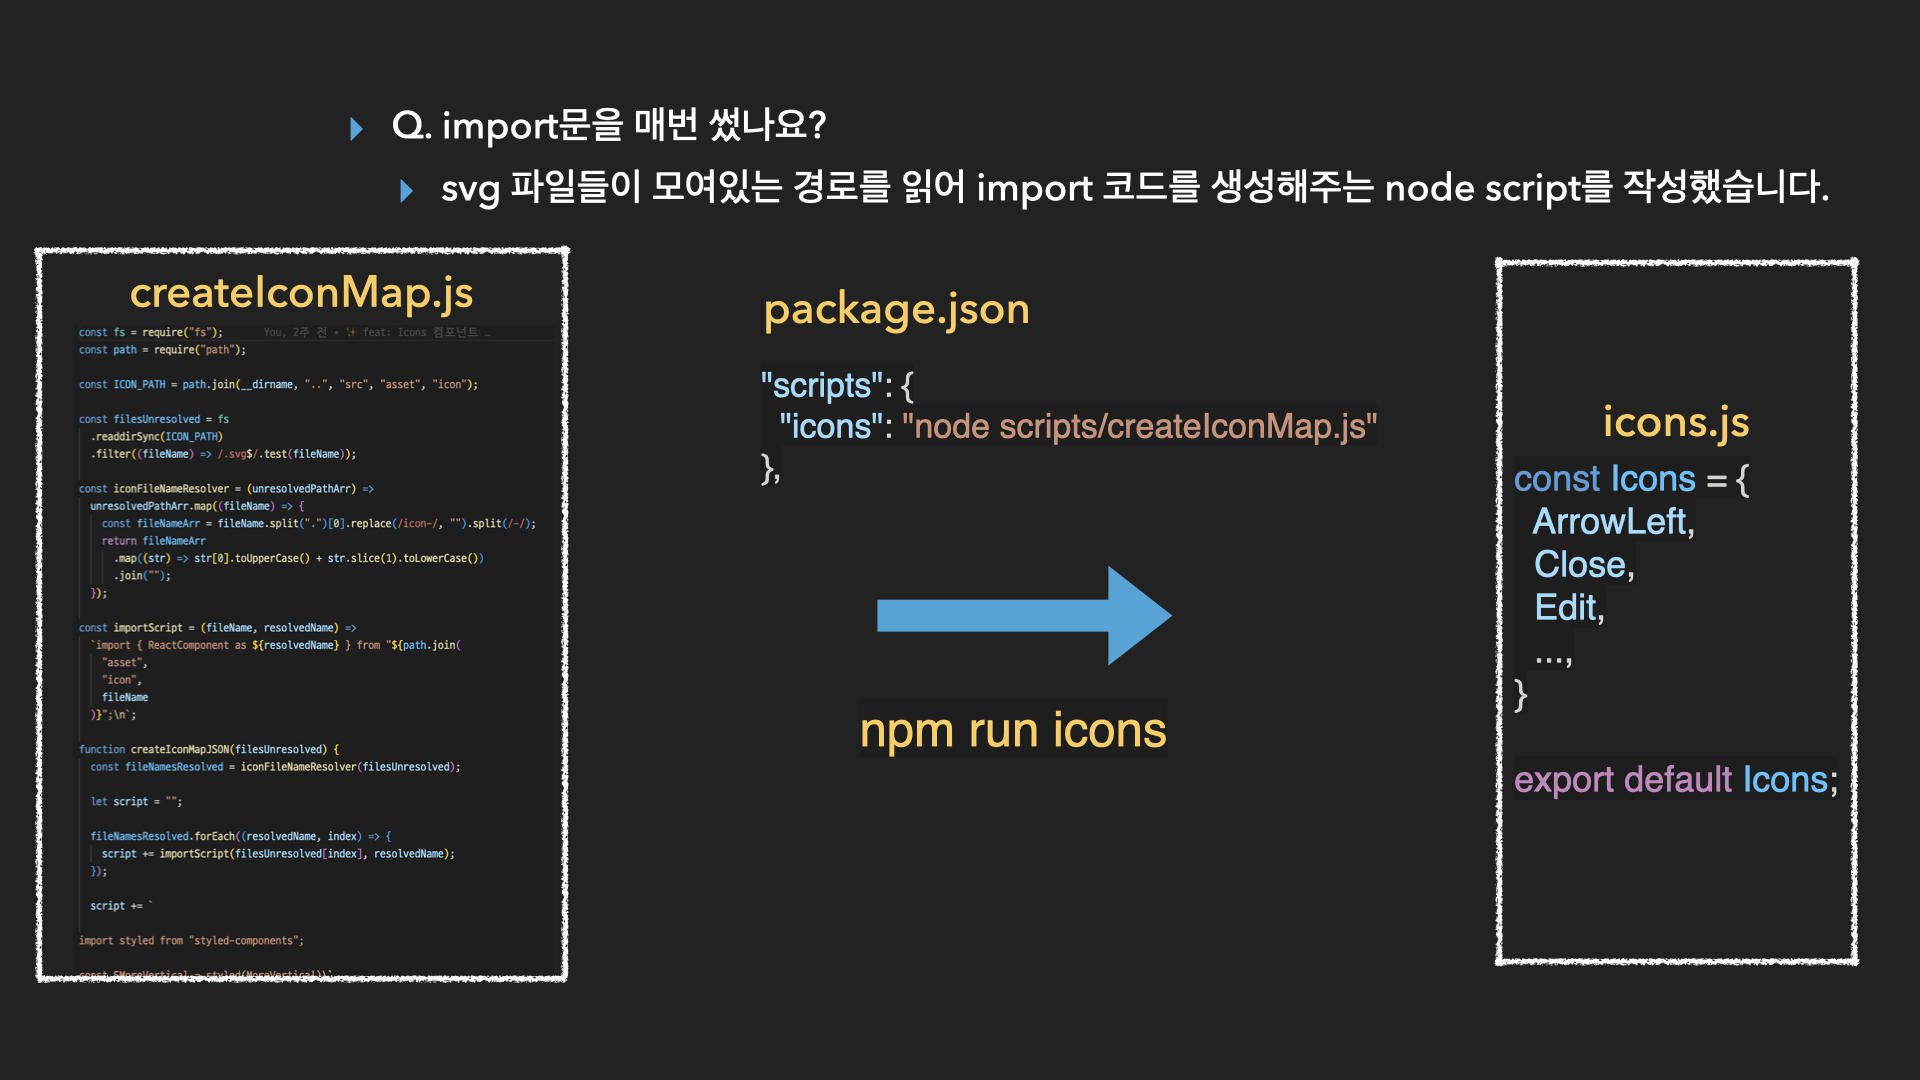 Q. import문을 매번 썼나요?
svg 파일들이 모여있는 경로를 읽어 import 코드를 생성해주는 node script를 작성했습니다.
createIconMap.js
const fs = require("fs"); You, 2주 전 • ✨ feat: Icons 컴포넌트 …
const path = require("path");
const ICON_PATH = path.join(__dirname, "..", "src", "asset", "icon");
const filesUnresolved = fs
.readdirSync(ICON_PATH)
.filter((fileName) => /.svg$/.test(fileName));
const iconFileNameResolver = (unresolvedPathArr) =>
unresolvedPathArr.map((fileName) => {
const fileNameArr = fileName.split(".")[0].replace(/icon-/, "").split(/-/);
return fileNameArr
.map((str) => str[0].toUpperCase() + str.slice(1).toLowerCase())
.join("");
});
const importScript = (fileName, resolvedName) =>
`import { ReactComponent as ${resolvedName} } from "${path.join(
"asset",
"icon",
fileName
)}";\n`;
function createIconMapJSON(filesUnresolved) {
const fileNamesResolved = iconFileNameResolver(filesUnresolved);
let script = "";
fileNamesResolved.forEach((resolvedName, index) => {
script += importScript(filesUnresolved[index], resolvedName);
});
script += `
import styled from "styled-components";
const SMoreVertical = styled(MoreVertical)\`
package.json
"scripts": {
"icons": "node scripts/createIconMap.js"
},
npm run icons
icons.js
const Icons = {
ArrowLeft,
Close,
Edit,
...,
}
export default Icons;